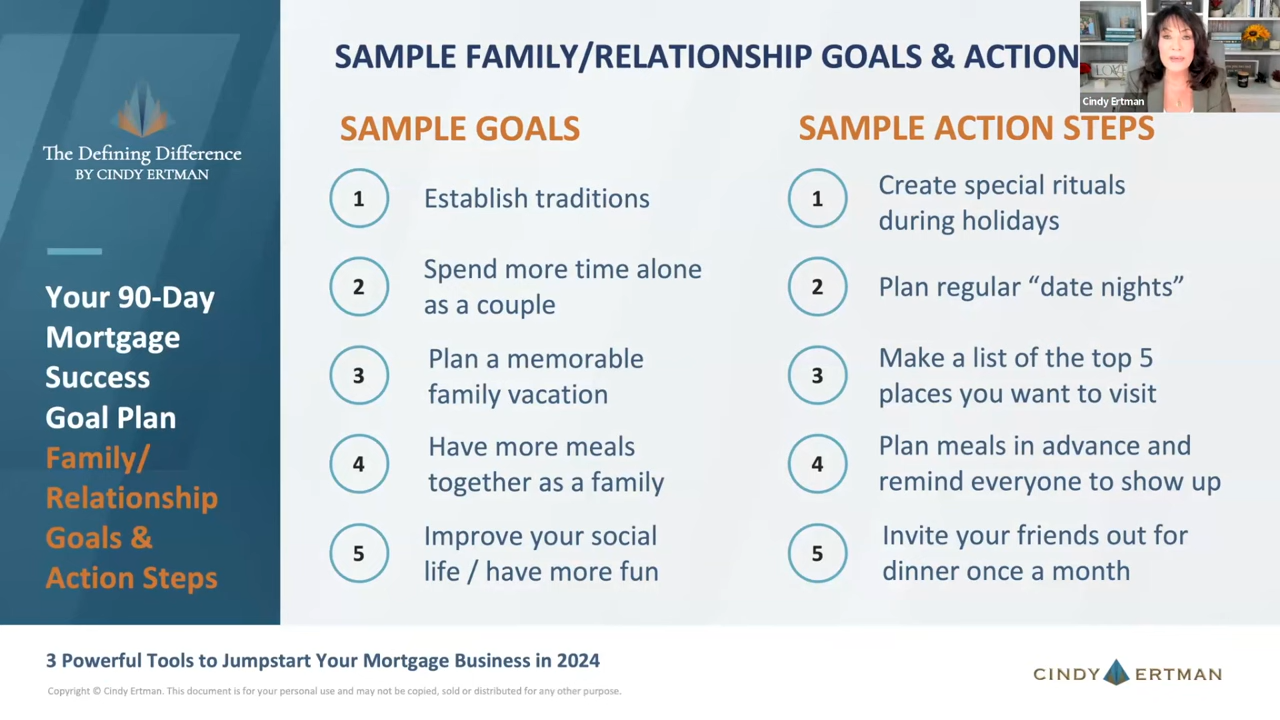 SAMPLE FAMILY/RELATIONSHIP GOALS & ACTION
Cindy Ertman
The Defining Difference
BY CINDY ERTMAN
Your 90-Day
Mortgage
Success
Goal Plan
Family/
Relationship
Goals &
Action Steps
SAMPLE GOALS
1
Establish traditions
2
Spend more time alone
as a couple
3
Plan a memorable
family vacation
4
Have more meals
together as a family
5
Improve your social
life / have more fun
SAMPLE ACTION STEPS
1
Create special rituals
during holidays
2
Plan regular “date nights”
3
Make a list of the top 5
places you want to visit
4
Plan meals in advance and
remind everyone to show up
5
Invite your friends out for
dinner once a month
3 Powerful Tools to Jumpstart Your Mortgage Business in 2024
Copyright © Cindy Ertman. This document is for your personal use and may not be copied, sold or distributed for any other purpose.
CINDY ERTMAN